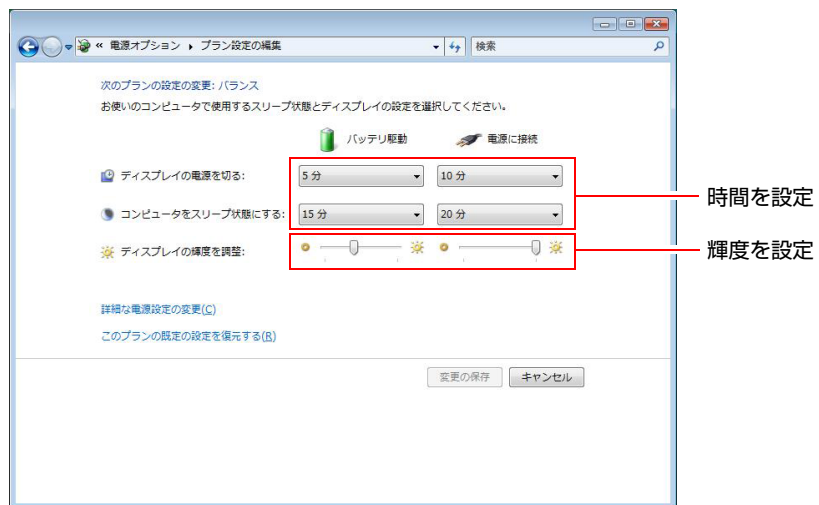 « 電源オプション ▸ プラン設定の編集
検索
次のプランの設定の変更: バランス
お使いのコンピュータで使用するスリープ状態とディスプレイの設定を選択してください。
バッテリ駆動 電源に接続
ディスプレイの電源を切る: 5 分 10 分
時間を設定
コンピュータをスリープ状態にする: 15 分 20 分
ディスプレイの輝度を調整:
輝度を設定
詳細な電源設定の変更(C)
このプランの既定の設定を復元する(R)
変更の保存 キャンセル